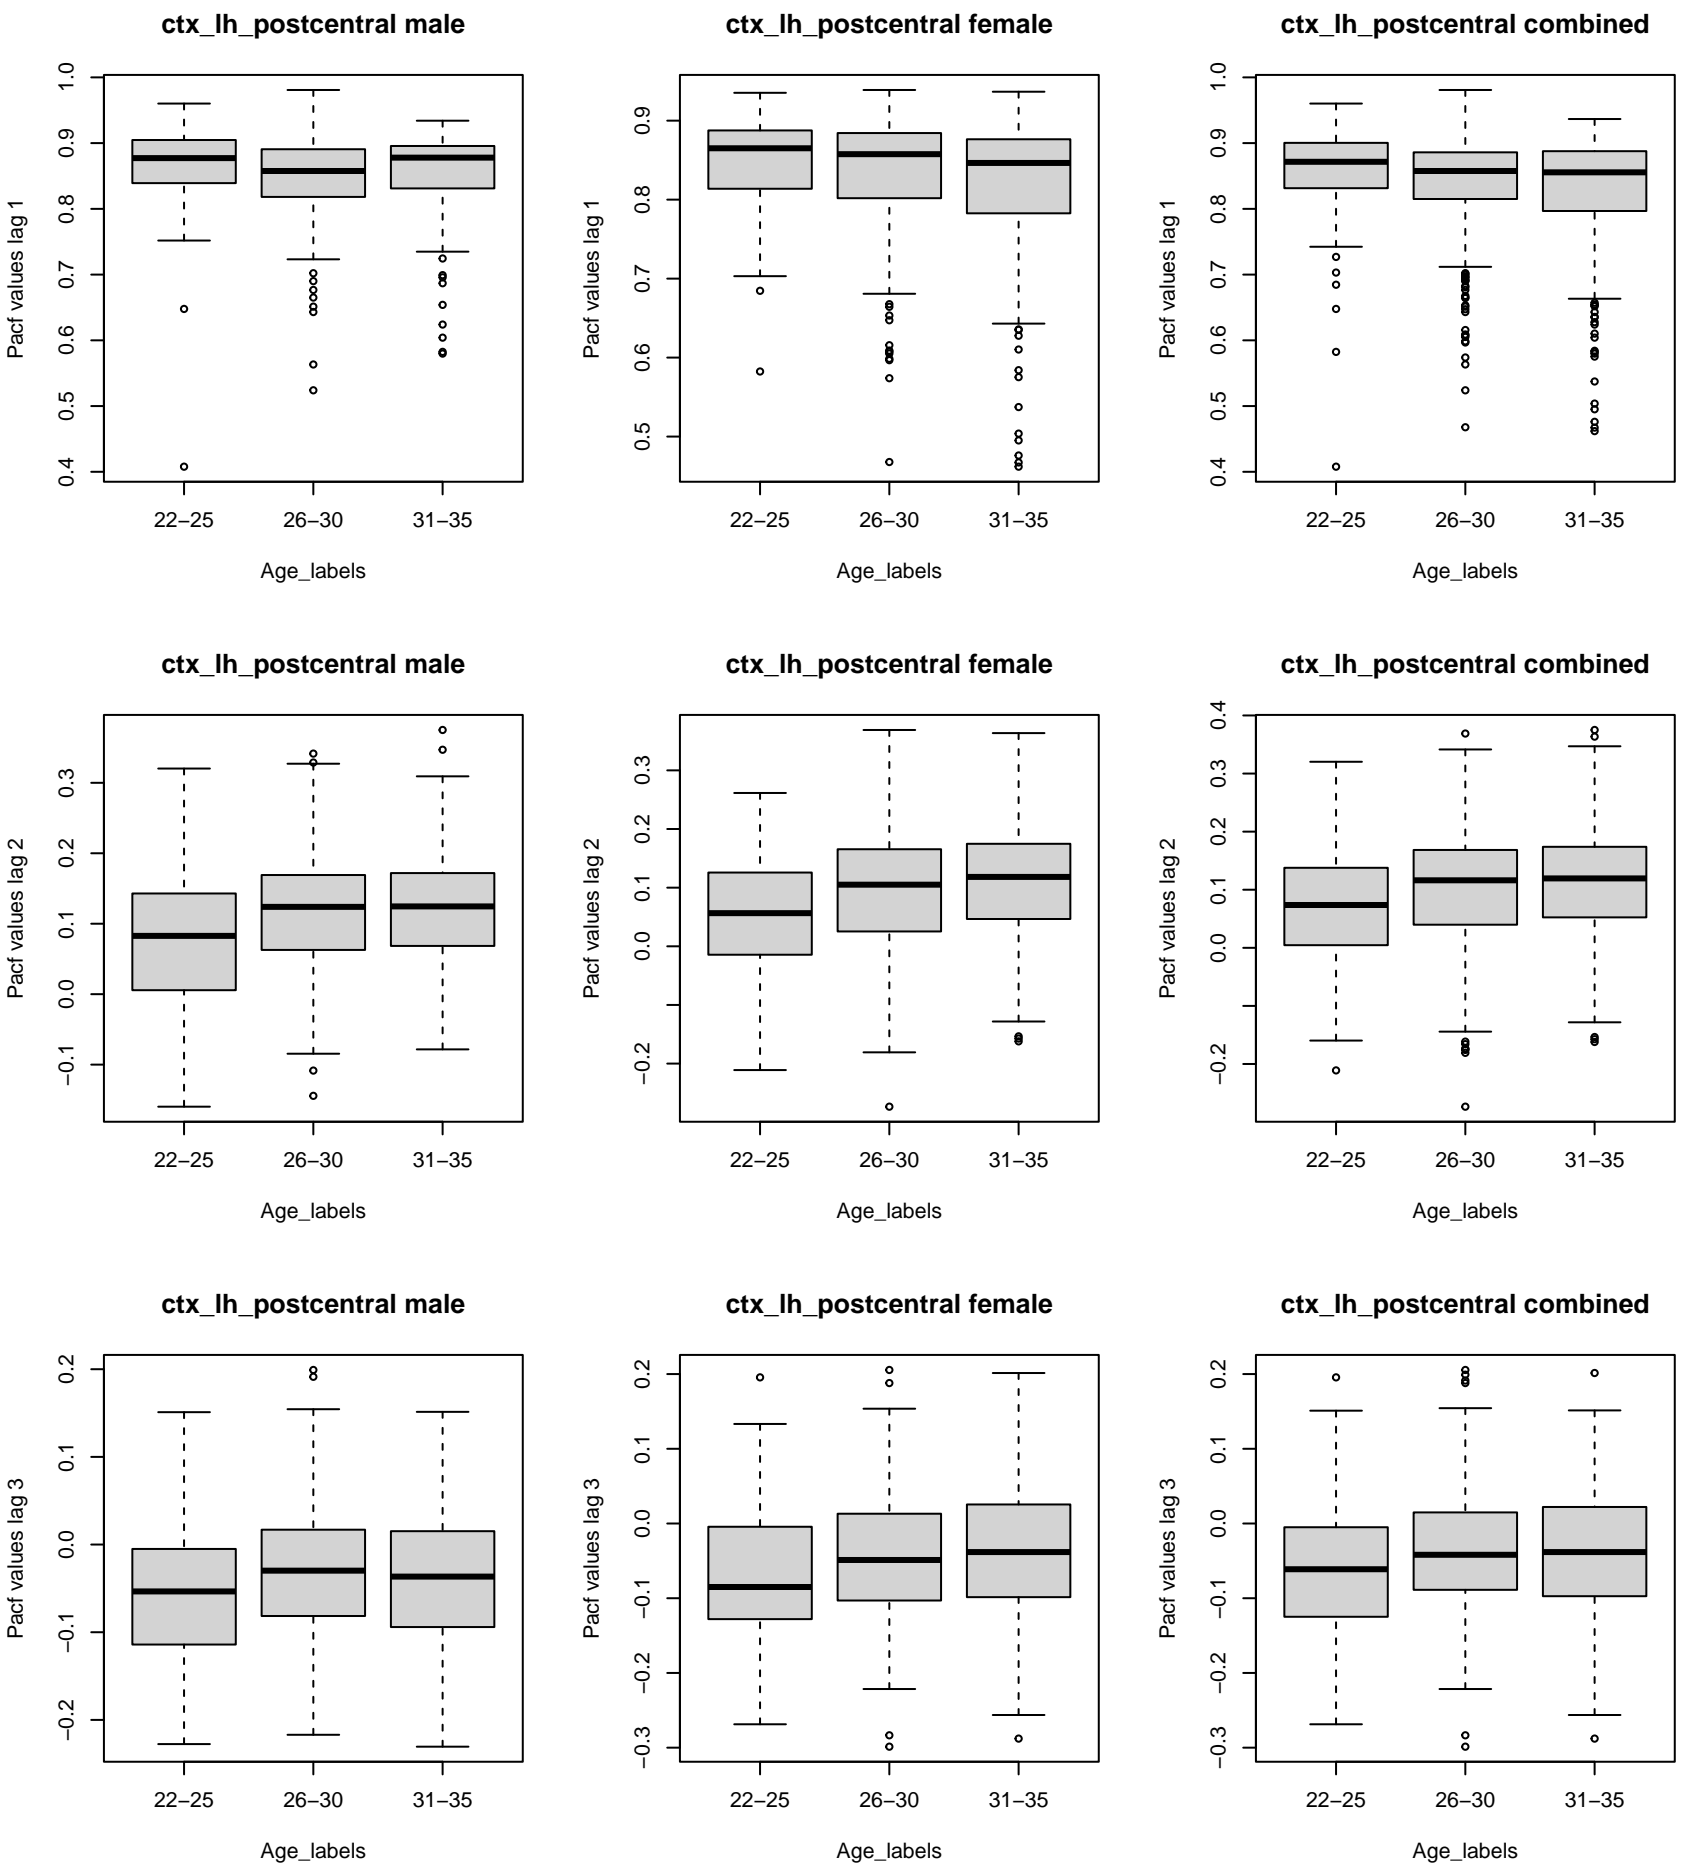 ctx_lh_postcentral male
Pacf values lag 1
1.0
0.9
0.8
0.7
0.6
0.5
0.4
22−25 26−30 31−35
Age_labels
ctx_lh_postcentral female
Pacf values lag 1
0.9
0.8
0.7
0.6
0.5
22−25 26−30 31−35
Age_labels
ctx_lh_postcentral combined
Pacf values lag 1
1.0
0.9
0.8
0.7
0.6
0.5
0.4
22−25 26−30 31−35
Age_labels
ctx_lh_postcentral male
Pacf values lag 2
0.3
0.2
0.1
0.0
−0.1
22−25 26−30 31−35
Age_labels
ctx_lh_postcentral female
Pacf values lag 2
0.3
0.2
0.1
0.0
−0.2
22−25 26−30 31−35
Age_labels
ctx_lh_postcentral combined
Pacf values lag 2
0.4
0.3
0.2
0.1
0.0
−0.2
22−25 26−30 31−35
Age_labels
ctx_lh_postcentral male
Pacf values lag 3
0.2
0.1
0.0
−0.1
−0.2
22−25 26−30 31−35
Age_labels
ctx_lh_postcentral female
Pacf values lag 3
0.2
0.1
0.0
−0.1
−0.2
−0.3
22−25 26−30 31−35
Age_labels
ctx_lh_postcentral combined
Pacf values lag 3
0.2
0.1
0.0
−0.1
−0.2
−0.3
22−25 26−30 31−35
Age_labels